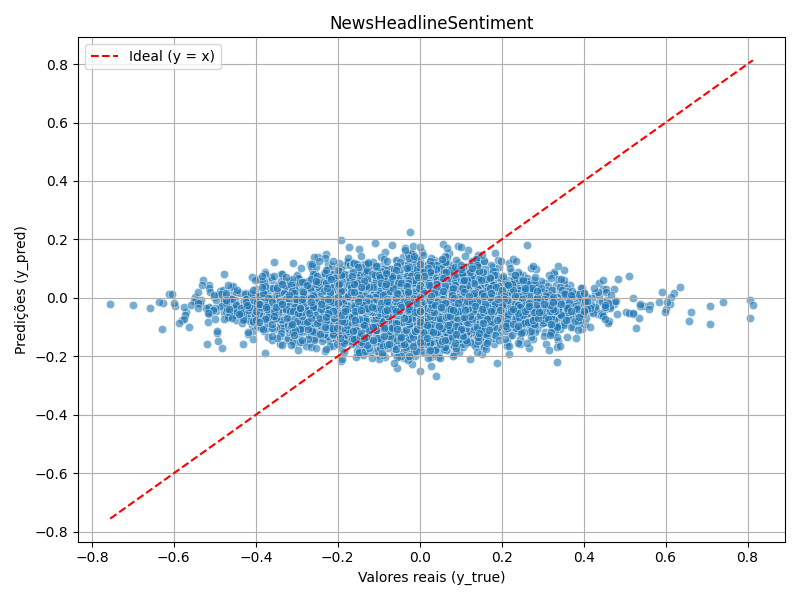 NewsHeadlineSentiment
Ideal (y = x)
0.8
0.6
0.4
0.2
0.0
−0.2
−0.4
−0.6
−0.8
Predições (y_pred)
−0.8 −0.6 −0.4 −0.2 0.0 0.2 0.4 0.6 0.8
Valores reais (y_true)